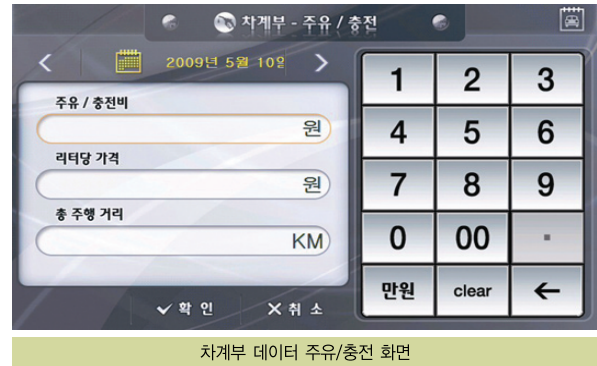 차계부 - 주유 / 충전
2009년 5월 10일
주유 / 충전비
원
리터당 가격
원
총 주행 거리
KM
확 인
취 소
1 2 3
4 5 6
7 8 9
0 00 .
만원 clear ←
차계부 데이터 주유/충전 화면